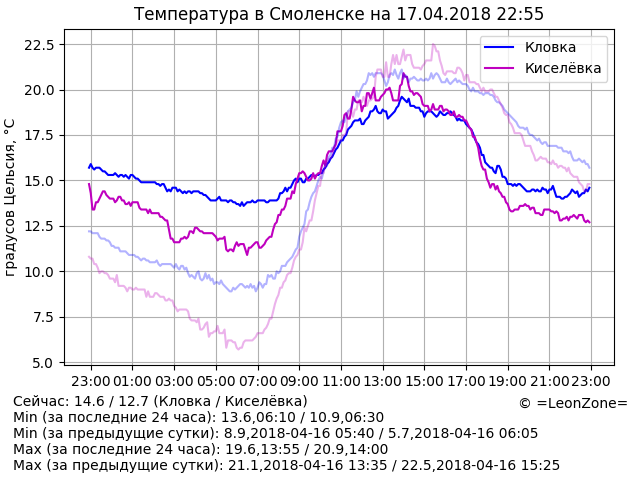 Температура в Смоленске на 17.04.2018 22:55
градусов Цельсия, °C
22.5
20.0
17.5
15.0
12.5
10.0
7.5
5.0
Кловка
Киселёвка
23:00 01:00 03:00 05:00 07:00 09:00 11:00 13:00 15:00 17:00 19:00 21:00 23:00
Сейчас: 14.6 / 12.7 (Кловка / Киселёвка)
© =LeonZone=
Min (за последние 24 часа): 13.6,06:10 / 10.9,06:30
Min (за предыдущие сутки): 8.9,2018-04-16 05:40 / 5.7,2018-04-16 06:05
Max (за последние 24 часа): 19.6,13:55 / 20.9,14:00
Max (за предыдущие сутки): 21.1,2018-04-16 13:35 / 22.5,2018-04-16 15:25